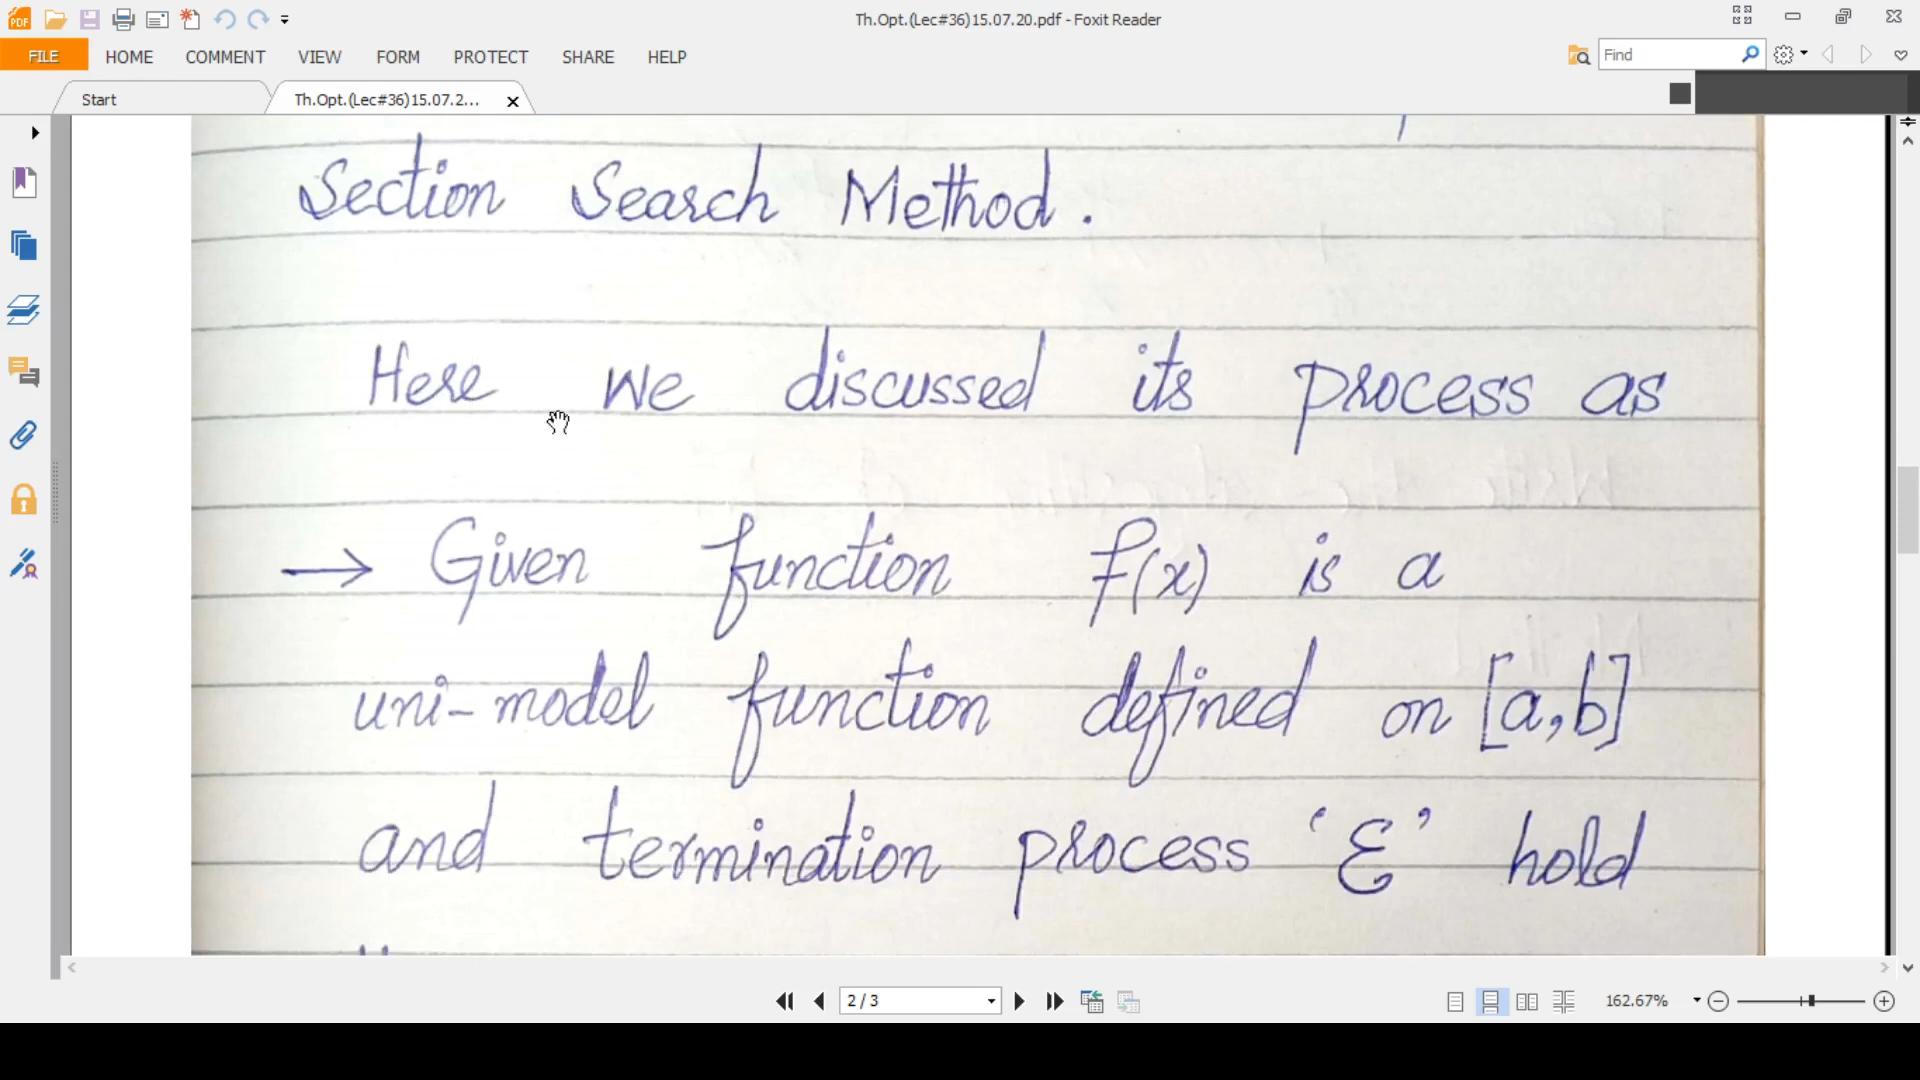 Th.Opt.(Lec#36)15.07.20.pdf - Foxit Reader
FILE HOME COMMENT VIEW FORM PROTECT SHARE HELP
Find
Start Th.Opt.(Lec#36)15.07.2...
Section Search Method.
Here we discussed its process as
→ Given function f(x) is a
uni-model function defined on [a,b]
and termination process 'ε' hold
2 / 3
162.67%